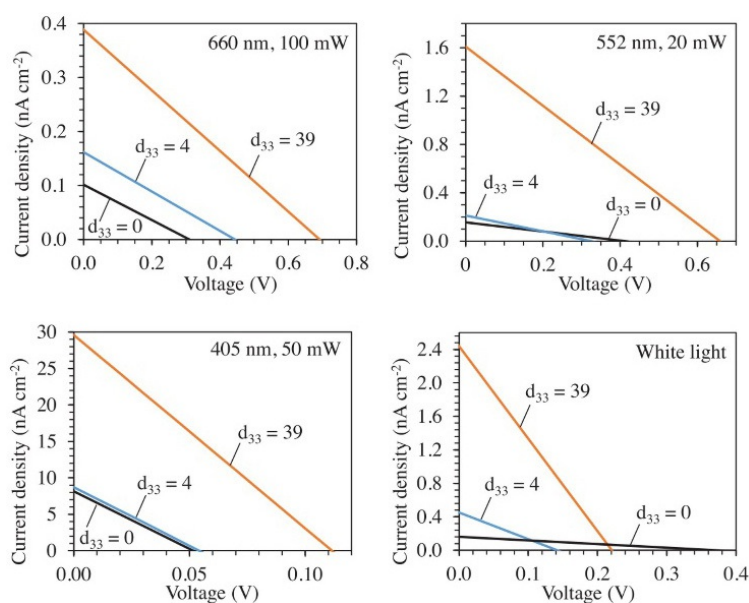 660 nm, 100 mW
Current density (nA cm⁻²)
0.4
0.3
0.2
0.1
0.0
d₃₃ = 39
d₃₃ = 4
d₃₃ = 0
0.0 0.2 0.4 0.6 0.8
Voltage (V)
552 nm, 20 mW
Current density (nA cm⁻²)
1.6
1.2
0.8
0.4
0.0
d₃₃ = 39
d₃₃ = 4
d₃₃ = 0
0 0.2 0.4 0.6
Voltage (V)
405 nm, 50 mW
Current density (nA cm⁻²)
30
25
20
15
10
5
0
d₃₃ = 39
d₃₃ = 4
d₃₃ = 0
0.00 0.05 0.10
Voltage (V)
White light
Current density (nA cm⁻²)
2.4
2.0
1.6
1.2
0.8
0.4
0.0
d₃₃ = 39
d₃₃ = 4
d₃₃ = 0
0.0 0.1 0.2 0.3 0.4
Voltage (V)